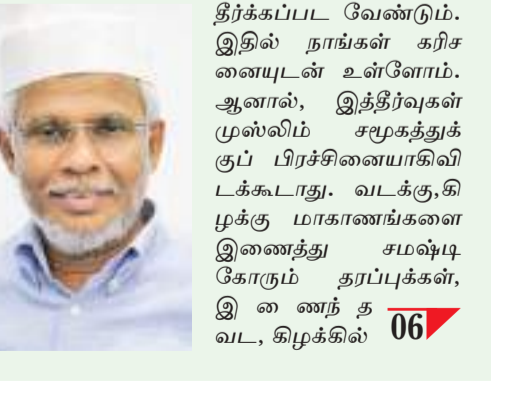 தீர்க்கப்பட வேண்டும்.
இதில் நாங்கள் கரிச
னையுடன் உள்ளோம்.
ஆனால், இத்தீர்வுகள்
முஸ்லிம் சமூகத்துக்
குப் பிரச்சினையாகிவி
டக்கூடாது. வடக்கு,கி
ழக்கு மாகாணங்களை
இணைத்து சமஷ்டி
கோரும் தரப்புக்கள்,
இ ணை ந் த
வட, கிழக்கில் 06